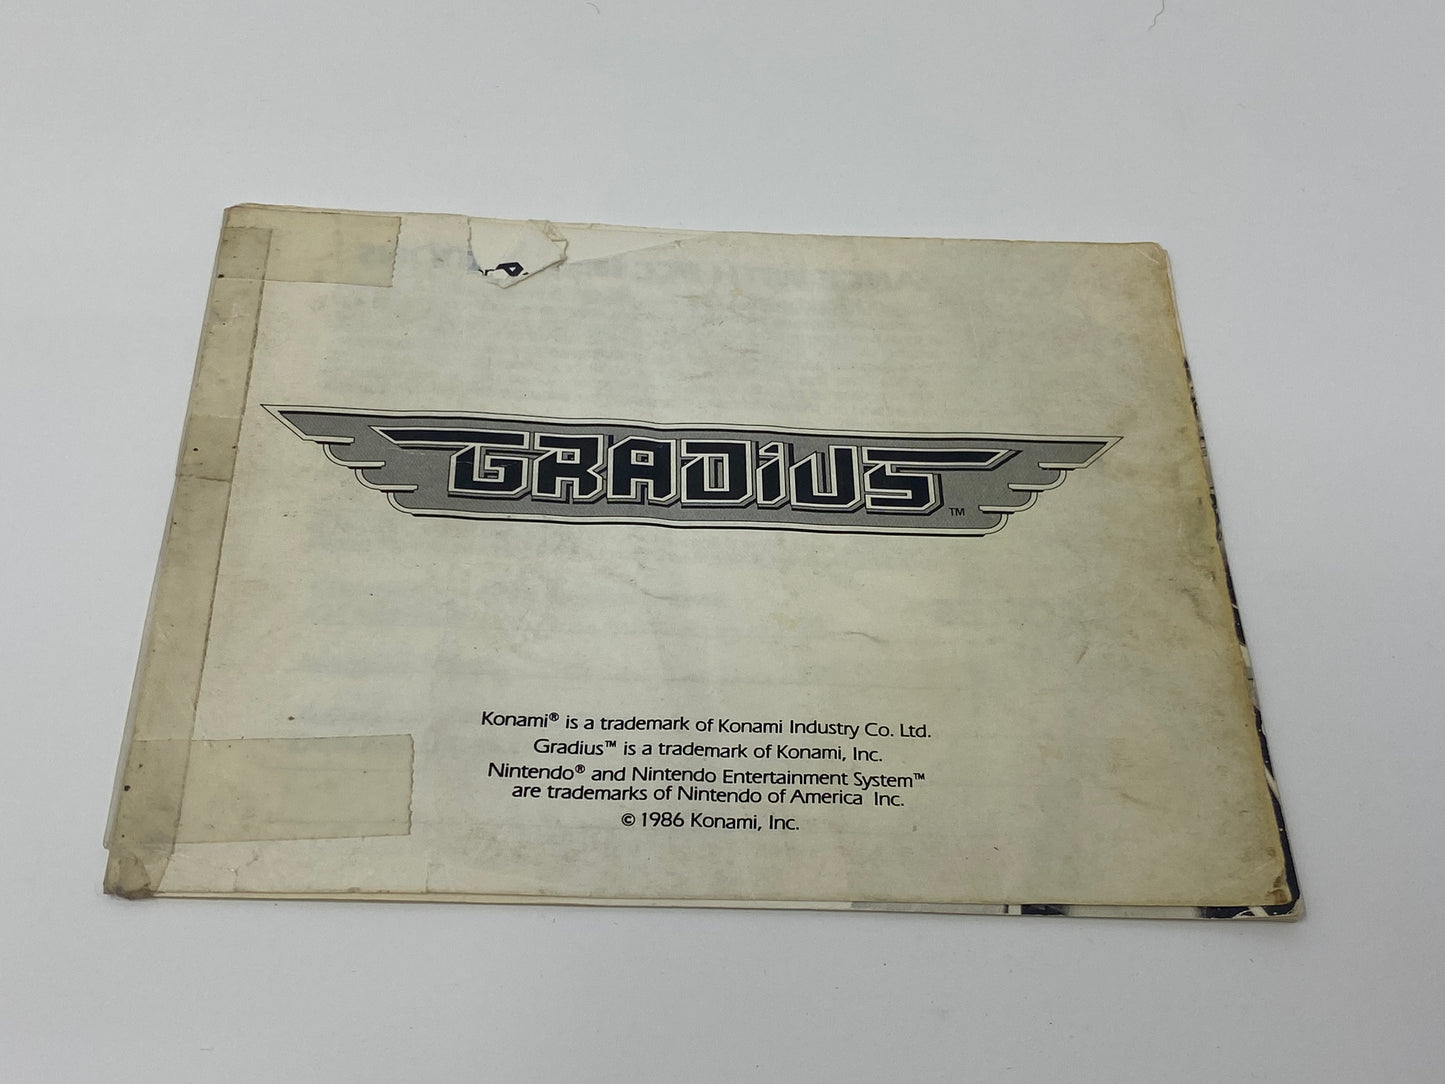 GRADIUS™
Konami® is a trademark of Konami Industry Co. Ltd.
Gradius™ is a trademark of Konami, Inc.
Nintendo® and Nintendo Entertainment System™
are trademarks of Nintendo of America Inc.
© 1986 Konami, Inc.